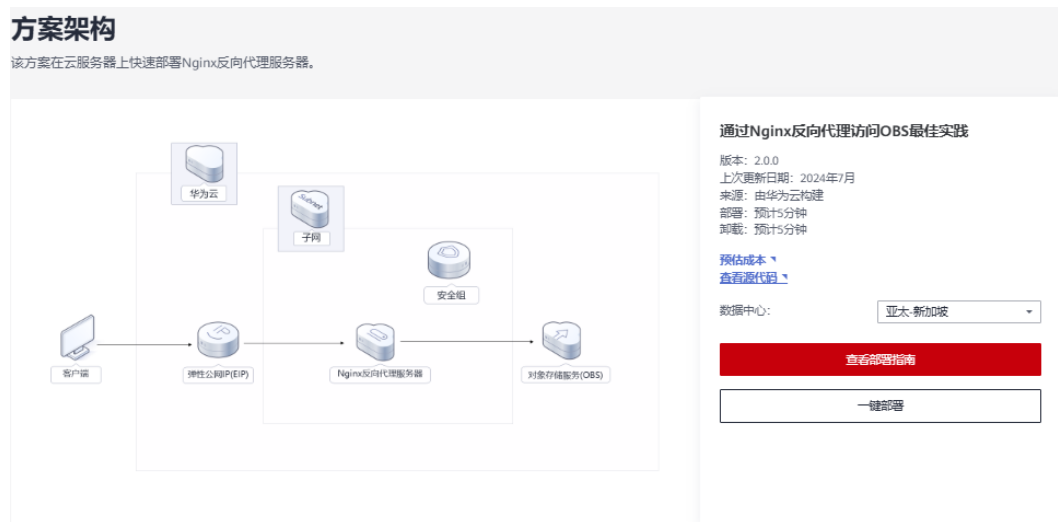 方案架构
该方案在云服务器上快速部署Nginx反向代理服务器。
华为云
Subnet
子网
安全组
IP
客户端
弹性公网IP(EIP)
Nginx反向代理服务器
对象存储服务(OBS)
通过Nginx反向代理访问OBS最佳实践
版本：2.0.0
上次更新日期：2024年7月
来源：由华为云构建
部署：预计5分钟
卸载：预计5分钟
预估成本
查看源代码
数据中心：
亚太-新加坡
查看部署指南
一键部署